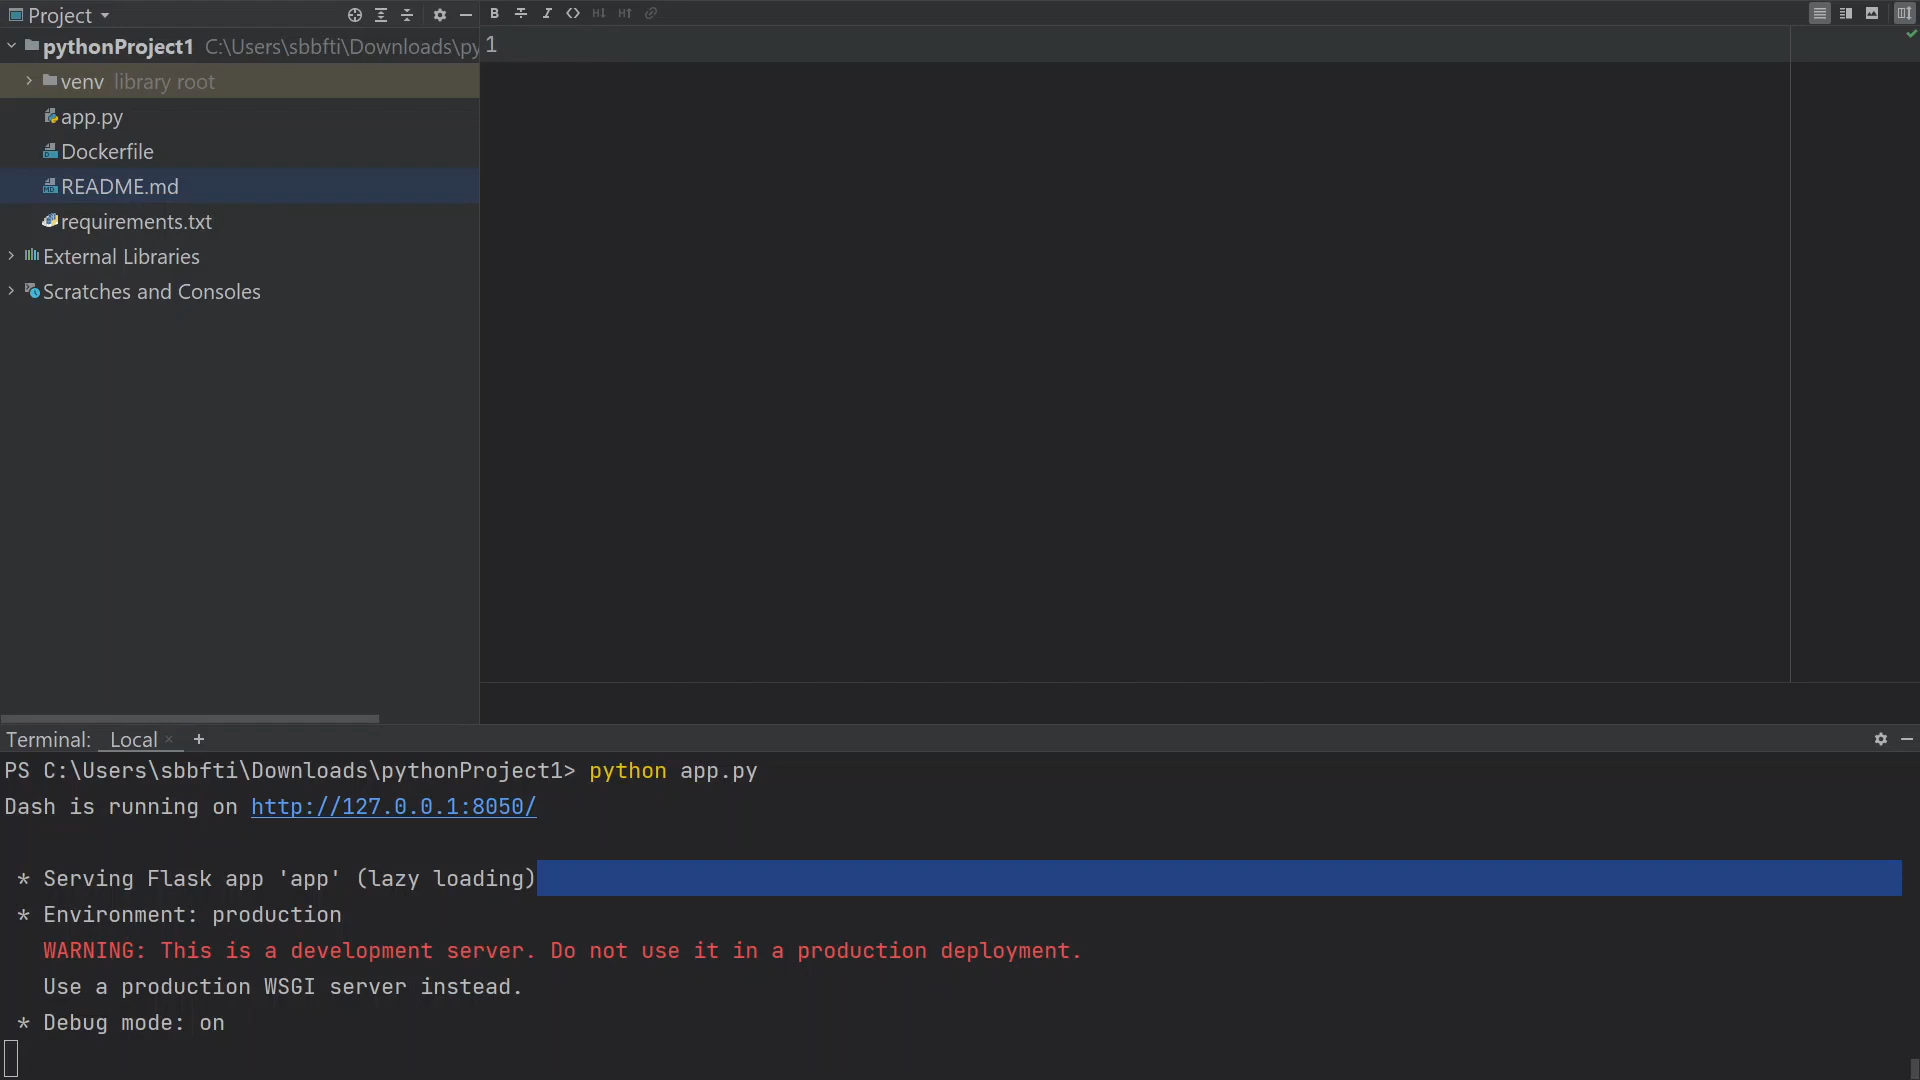 Project
pythonProject1 C:\Users\sbbfti\Downloads\py
venv library root
app.py
Dockerfile
README.md
requirements.txt
External Libraries
Scratches and Consoles
1
Terminal: Local × +
PS C:\Users\sbbfti\Downloads\pythonProject1> python app.py
Dash is running on http://127.0.0.1:8050/
* Serving Flask app 'app' (lazy loading)
* Environment: production
WARNING: This is a development server. Do not use it in a production deployment.
Use a production WSGI server instead.
* Debug mode: on